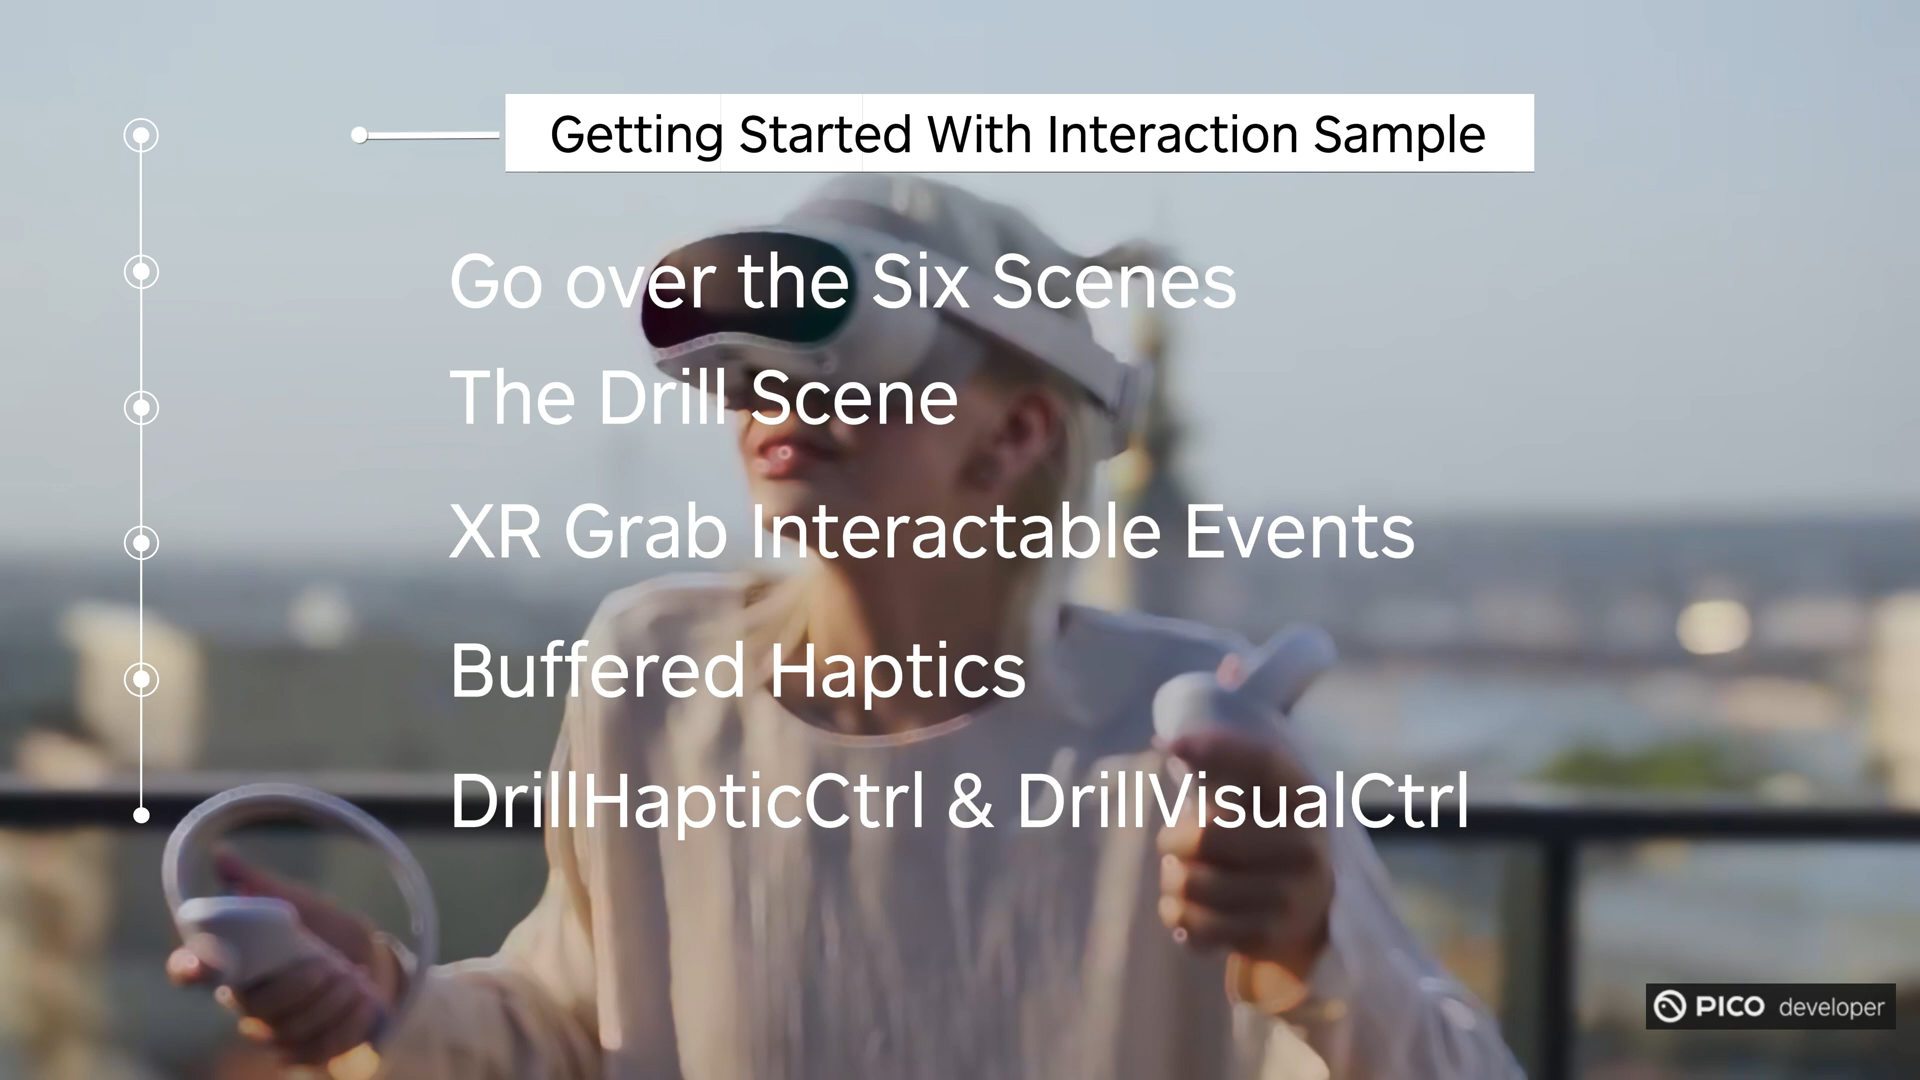 Getting Started With Interaction Sample
Go over the Six Scenes
The Drill Scene
XR Grab Interactable Events
Buffered Haptics
DrillHapticCtrl & DrillVisualCtrl
PICO developer